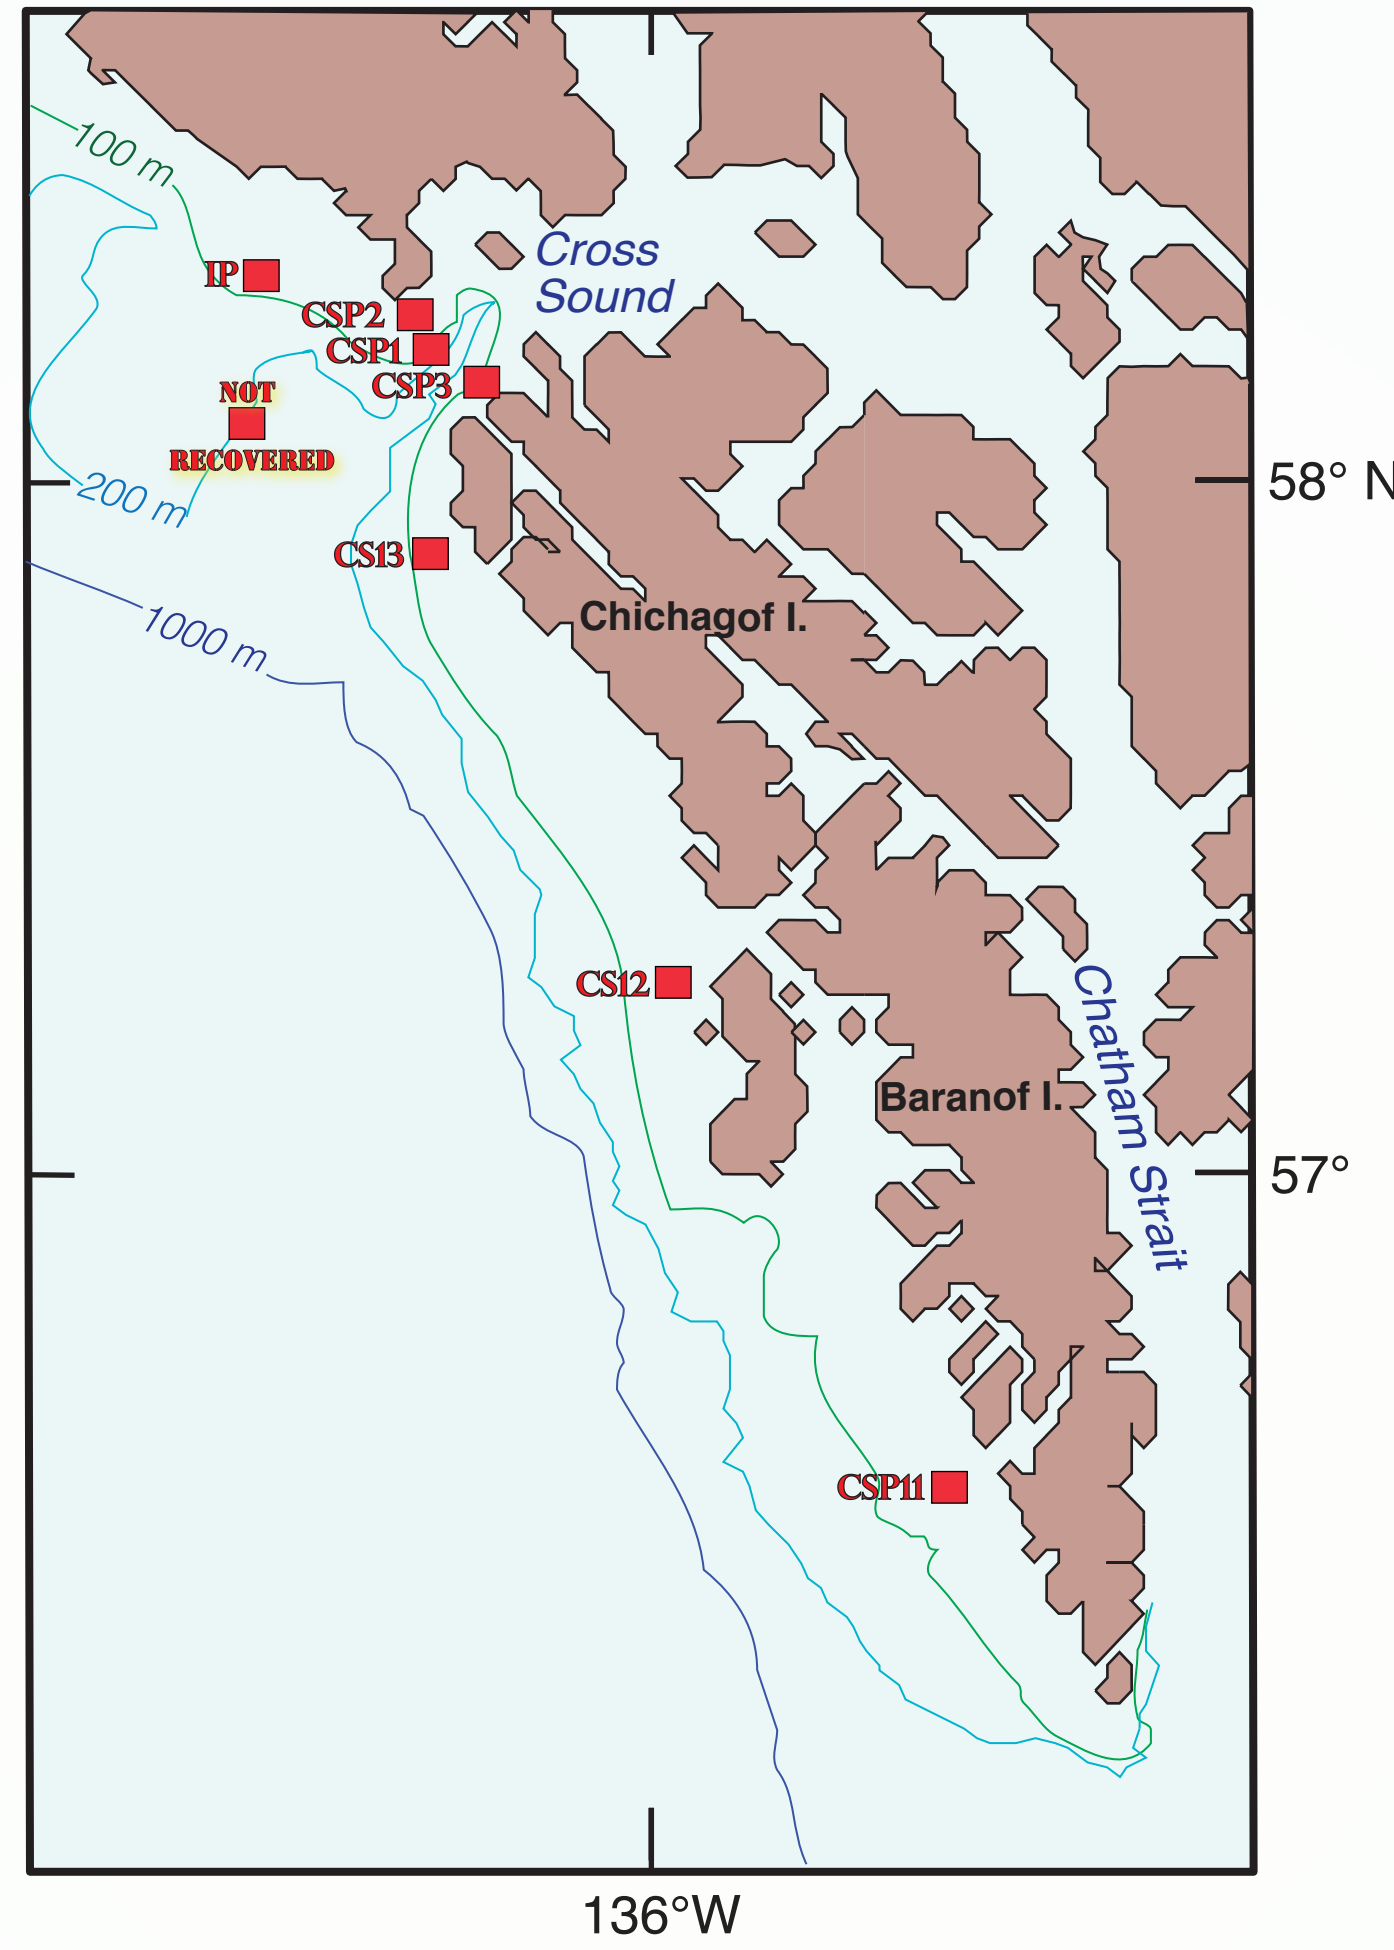 100 m
Cross
Sound
IP
CSP2
CSP1
CSP3
NOT
RECOVERED
200 m
58° N
CS13
1000 m
Chichagof I.
CS12
Chatham Strait
Baranof I.
57°
CSP11
136°W